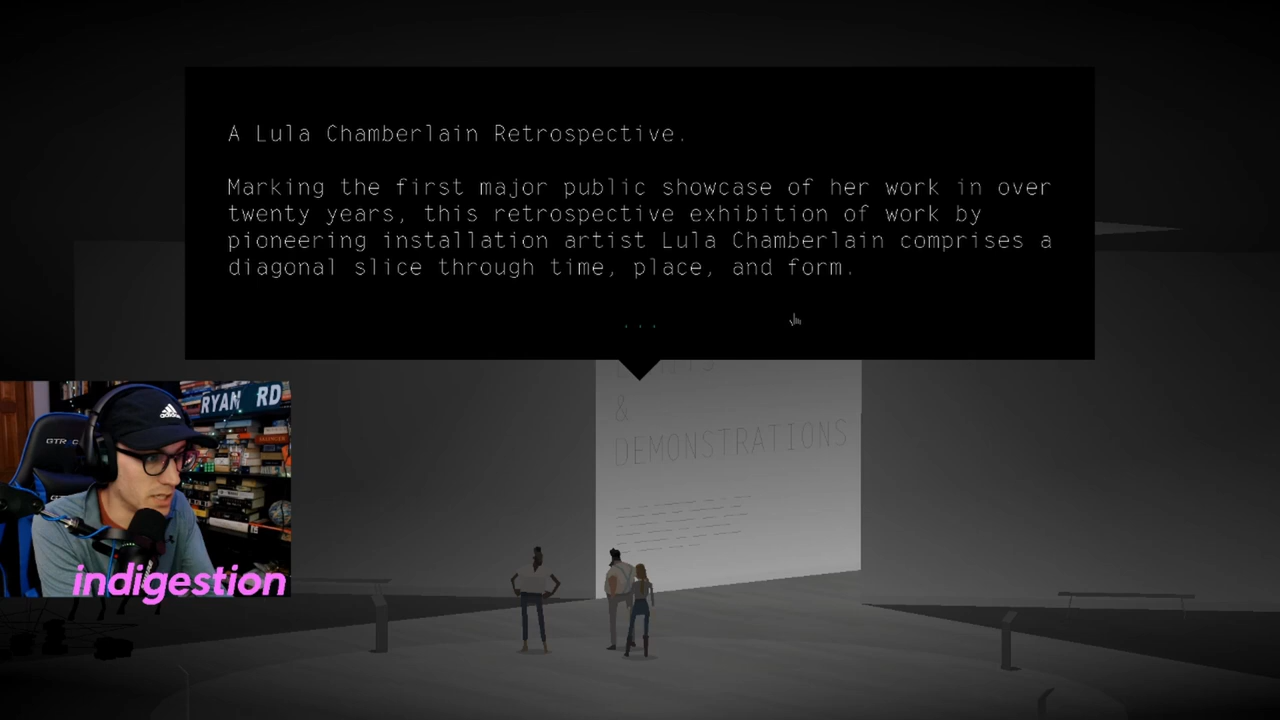 A Lula Chamberlain Retrospective.
Marking the first major public showcase of her work in over
twenty years, this retrospective exhibition of work by
pioneering installation artist Lula Chamberlain comprises a
diagonal slice through time, place, and form.
...
&
DEMONSTRATIONS
RYAN RD
GTR
adidas
indigestion